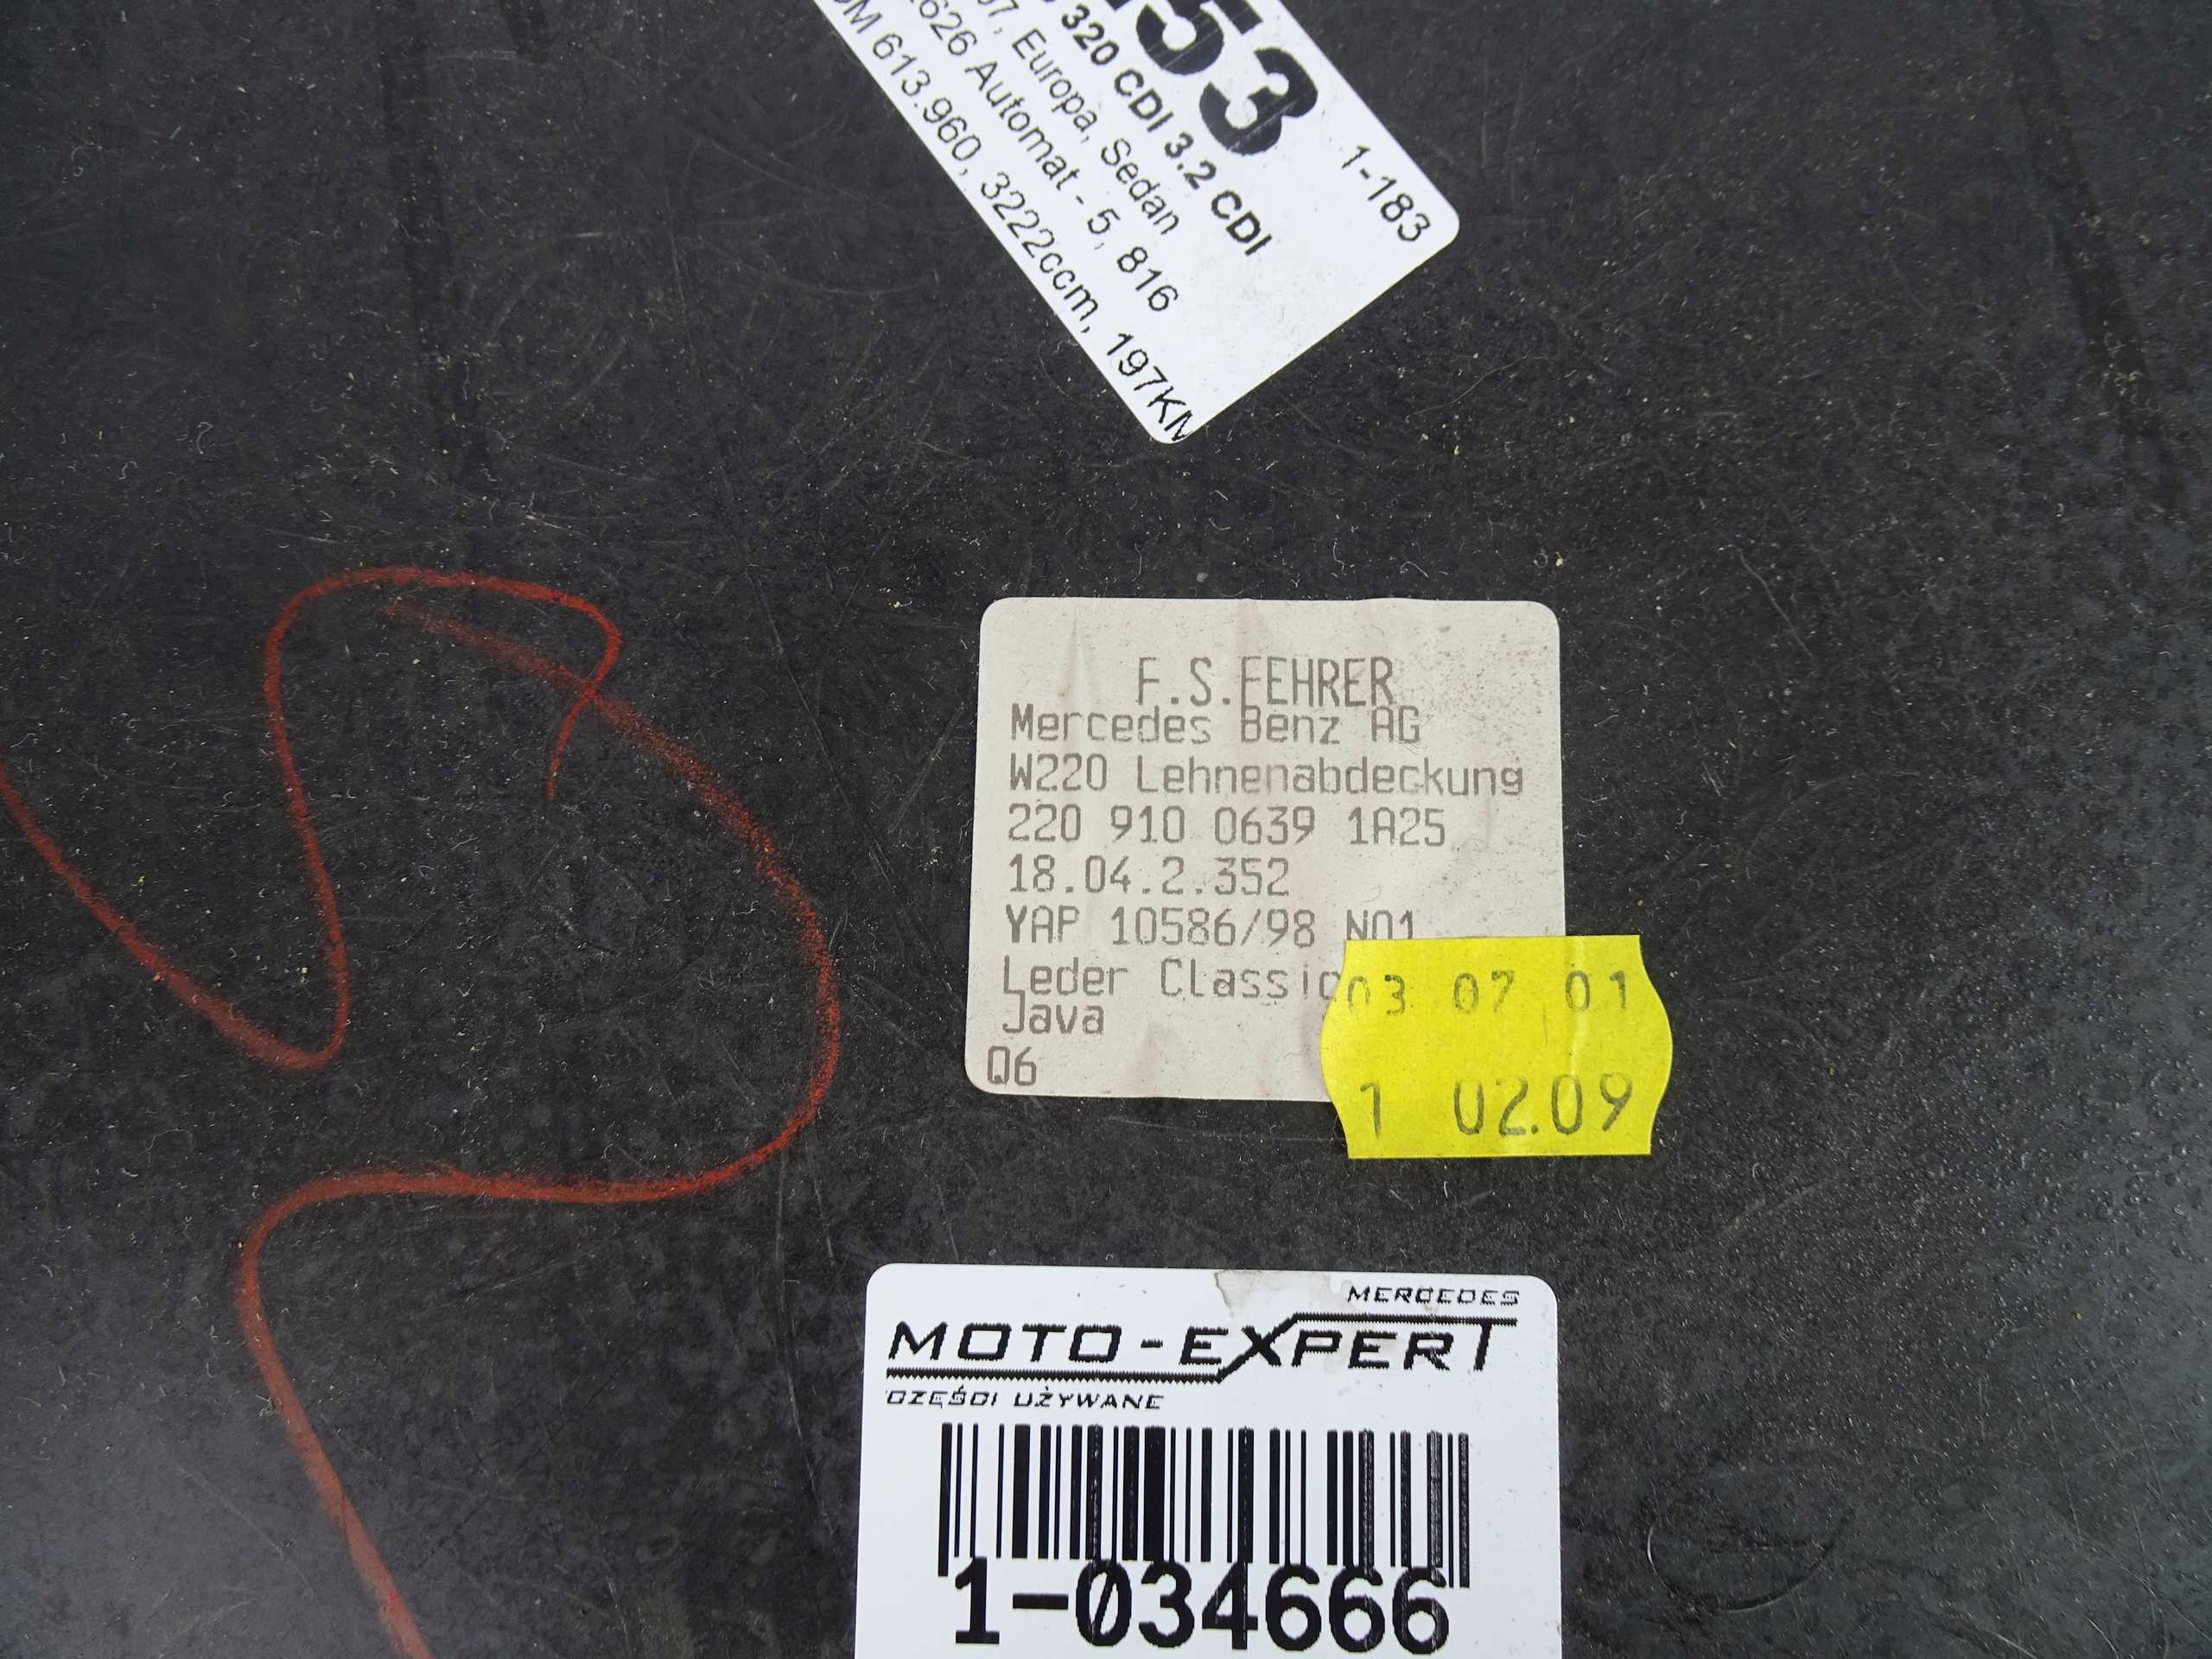 53
1-183
320 CDI 3.2 CDI
Europa, Sedan
Automat - 5, 816
613.960, 3222ccm, 197KM
F.S.FEHRER
Mercedes Benz AG
W220 Lehnenabdeckung
220 910 0639 1A25
18.04.2.352
YAP 10586/98 N01
Leder Classic
Java
Q6
03 07 01
1 02.09
MERCEDES
MOTO-EXPERT
CZĘŚCI UŻYWANE
1-034666